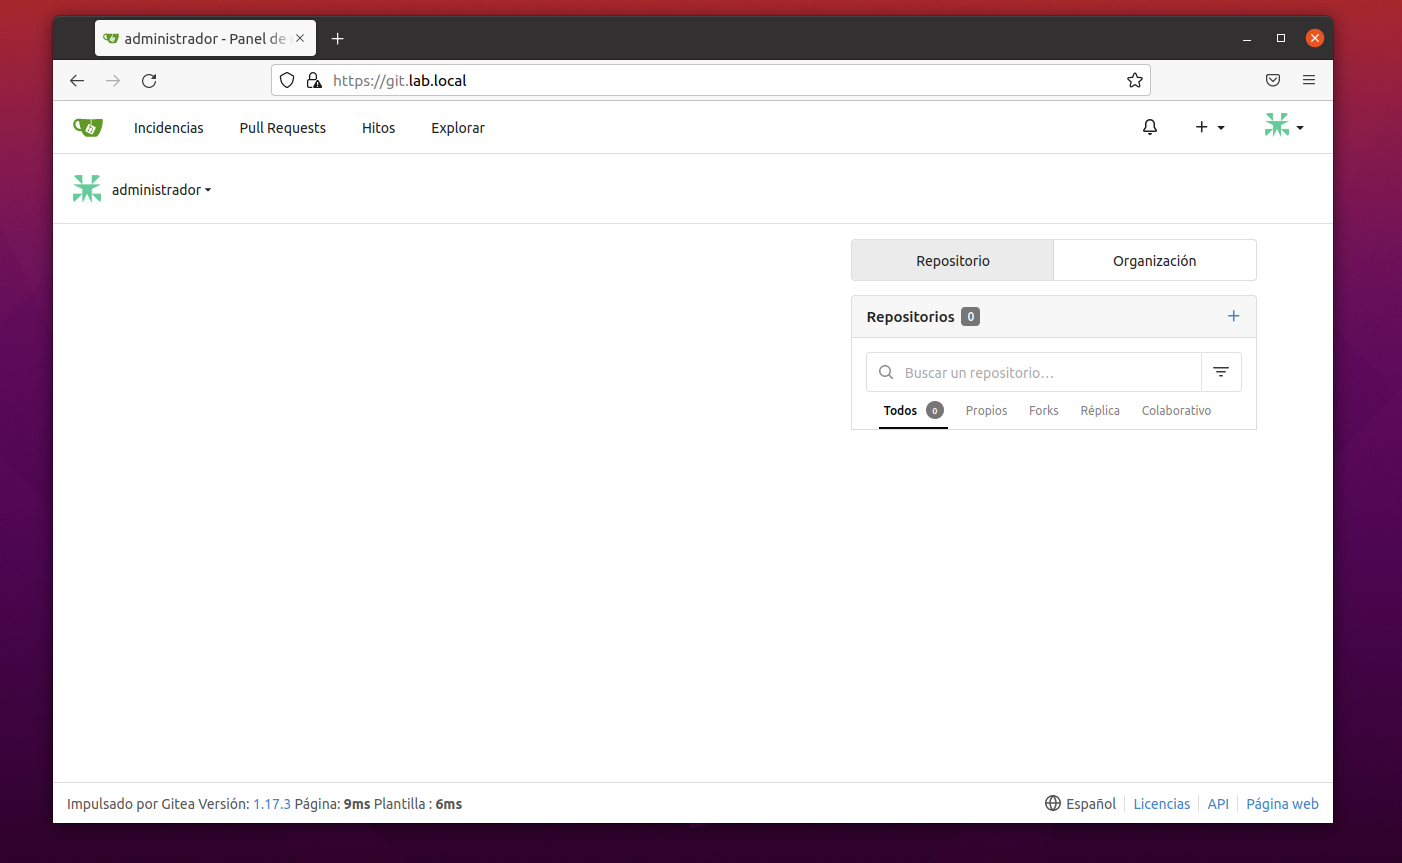 administrador - Panel de
https://git.lab.local
Incidencias Pull Requests Hitos Explorar
administrador
Repositorio Organización
Repositorios 0
Buscar un repositorio…
Todos 0 Propios Forks Réplica Colaborativo
Impulsado por Gitea Versión: 1.17.3 Página: 9ms Plantilla : 6ms Español Licencias API Página web